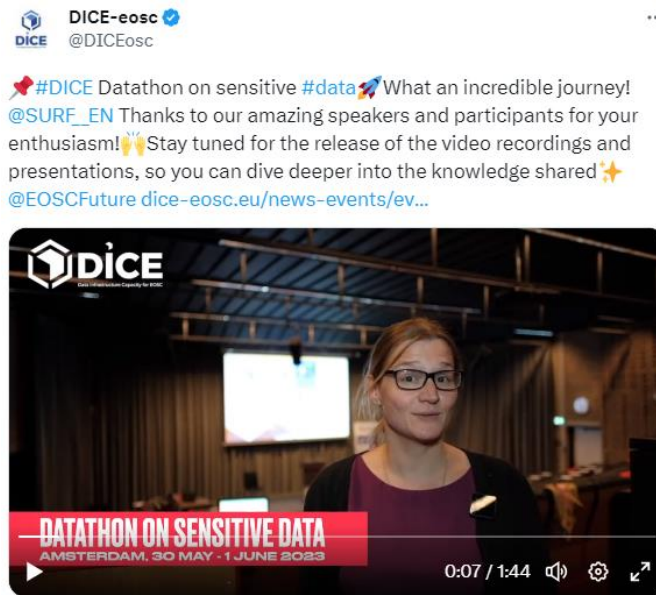 DICE-eosc
DICE
@DICEosc
#DICE Datathon on sensitive #data What an incredible journey!
@SURF_EN Thanks to our amazing speakers and participants for your
enthusiasm! Stay tuned for the release of the video recordings and
presentations, so you can dive deeper into the knowledge shared
@EOSCFuture dice-eosc.eu/news-events/ev...
DICE
Data Infrastructure Capacity for EOSC
DATATHON ON SENSITIVE DATA
AMSTERDAM, 30 MAY - 1 JUNE 2023
0:07 / 1:44